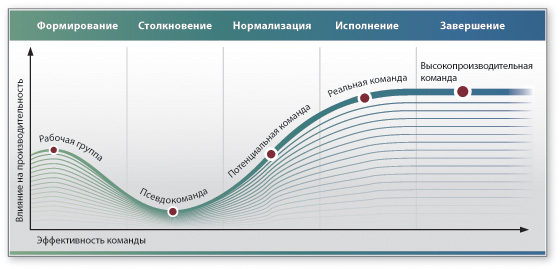 Формирование
Столкновение
Нормализация
Исполнение
Завершение
Влияние на производительность
Рабочая группа
Псевдокоманда
Потенциальная команда
Реальная команда
Высокопроизводительная
команда
Эффективность команды